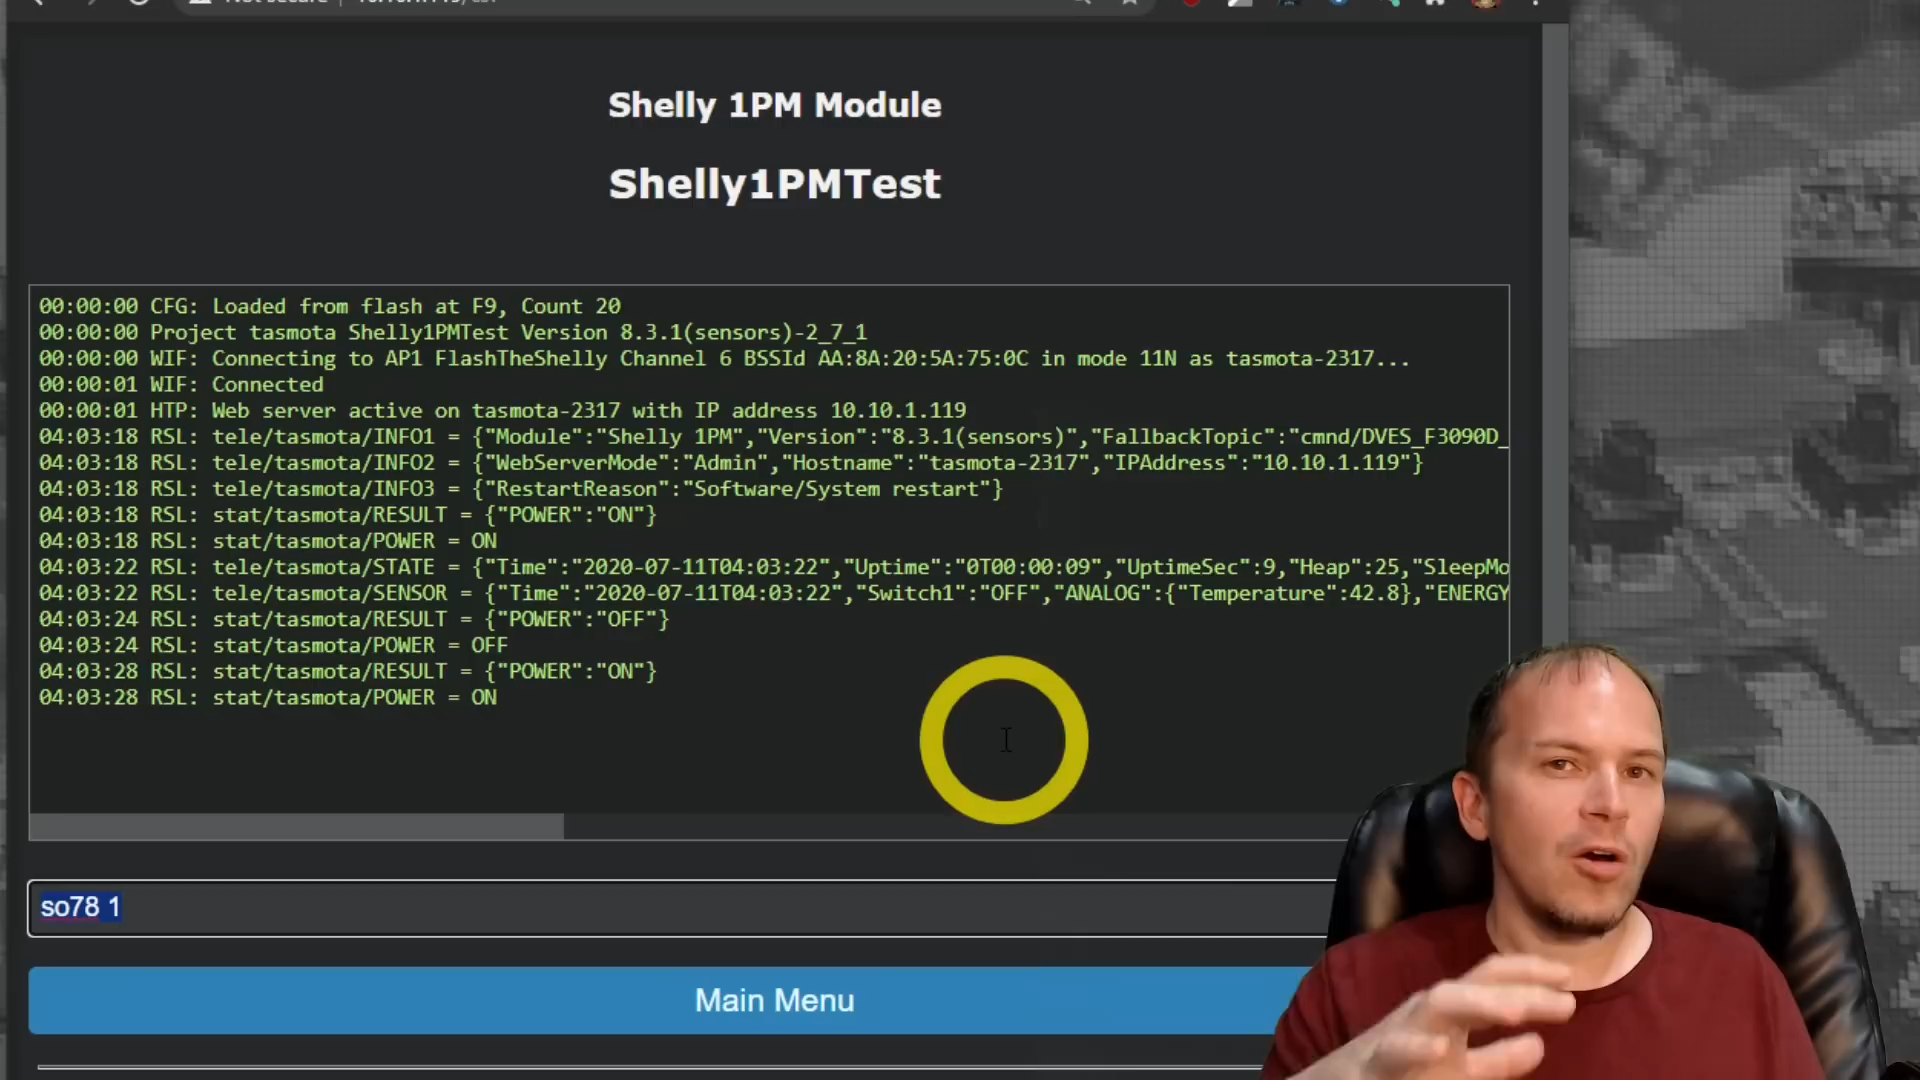 Shelly 1PM Module
Shelly1PMTest
00:00:00 CFG: Loaded from flash at F9, Count 20
00:00:00 Project tasmota Shelly1PMTest Version 8.3.1(sensors)-2_7_1
00:00:00 WIF: Connecting to AP1 FlashTheShelly Channel 6 BSSId AA:8A:20:5A:75:0C in mode 11N as tasmota-2317...
00:00:01 WIF: Connected
00:00:01 HTP: Web server active on tasmota-2317 with IP address 10.10.1.119
04:03:18 RSL: tele/tasmota/INFO1 = {"Module":"Shelly 1PM","Version":"8.3.1(sensors)","FallbackTopic":"cmnd/DVES_F3090D_
04:03:18 RSL: tele/tasmota/INFO2 = {"WebServerMode":"Admin","Hostname":"tasmota-2317","IPAddress":"10.10.1.119"}
04:03:18 RSL: tele/tasmota/INFO3 = {"RestartReason":"Software/System restart"}
04:03:18 RSL: stat/tasmota/RESULT = {"POWER":"ON"}
04:03:18 RSL: stat/tasmota/POWER = ON
04:03:22 RSL: tele/tasmota/STATE = {"Time":"2020-07-11T04:03:22","Uptime":"0T00:00:09","UptimeSec":9,"Heap":25,"SleepMo
04:03:22 RSL: tele/tasmota/SENSOR = {"Time":"2020-07-11T04:03:22","Switch1":"OFF","ANALOG":{"Temperature":42.8},"ENERGY
04:03:24 RSL: stat/tasmota/RESULT = {"POWER":"OFF"}
04:03:24 RSL: stat/tasmota/POWER = OFF
04:03:28 RSL: stat/tasmota/RESULT = {"POWER":"ON"}
04:03:28 RSL: stat/tasmota/POWER = ON
so78 1
Main Menu